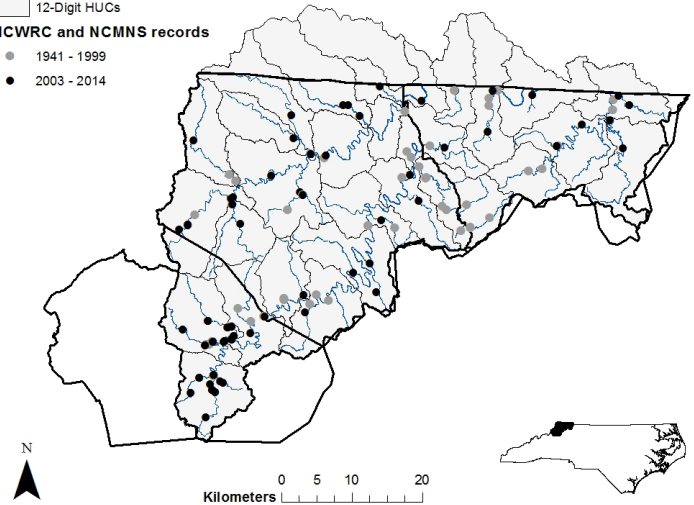 12-Digit HUCs
CWRC and NCMNS records
1941 - 1999
2003 - 2014
N
0 5 10 20
Kilometers